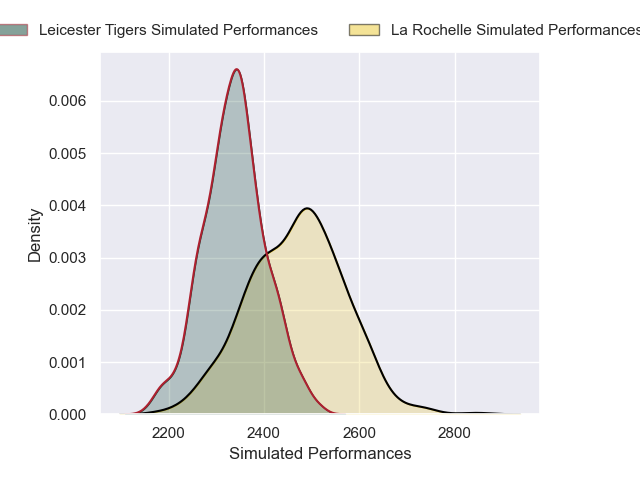 Leicester Tigers Simulated Performances La Rochelle Simulated Performances
0.006
0.005
0.004
0.003
0.002
0.001
0.000
Density
2200 2400 2600 2800
Simulated Performances